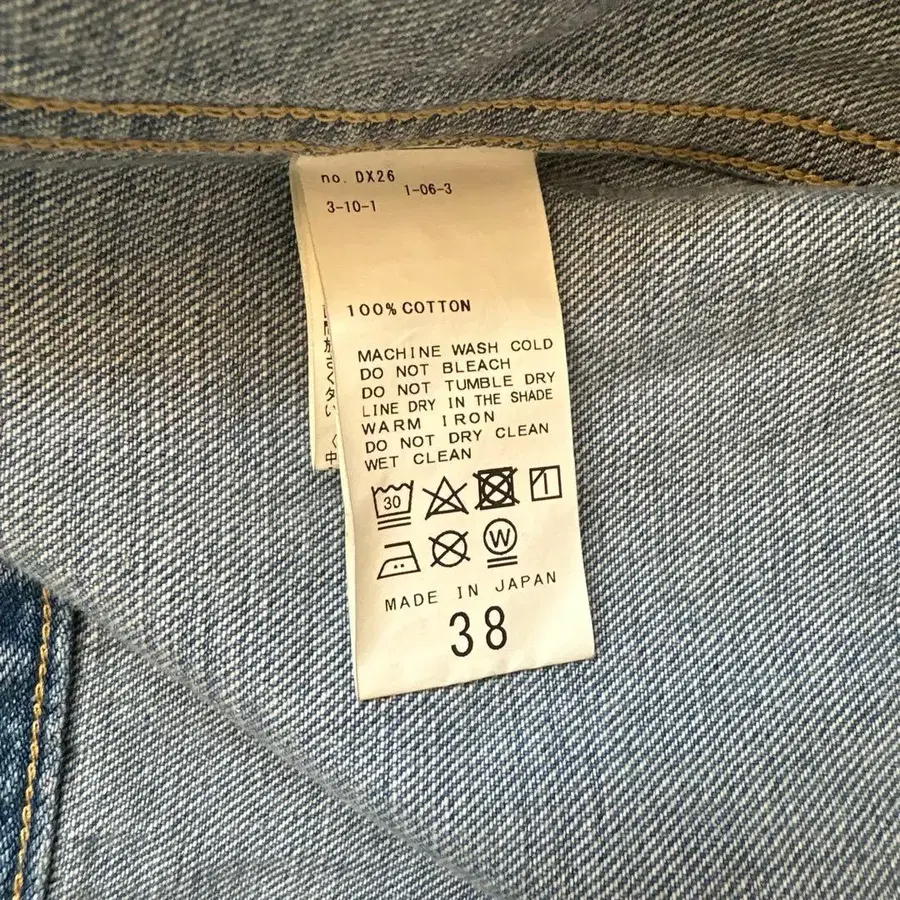 no. DX26
1-06-3
3-10-1
100% COTTON
MACHINE WASH COLD
DO NOT BLEACH
DO NOT TUMBLE DRY
LINE DRY IN THE SHADE
WARM IRON
DO NOT DRY CLEAN
WET CLEAN
30
W
MADE IN JAPAN
38